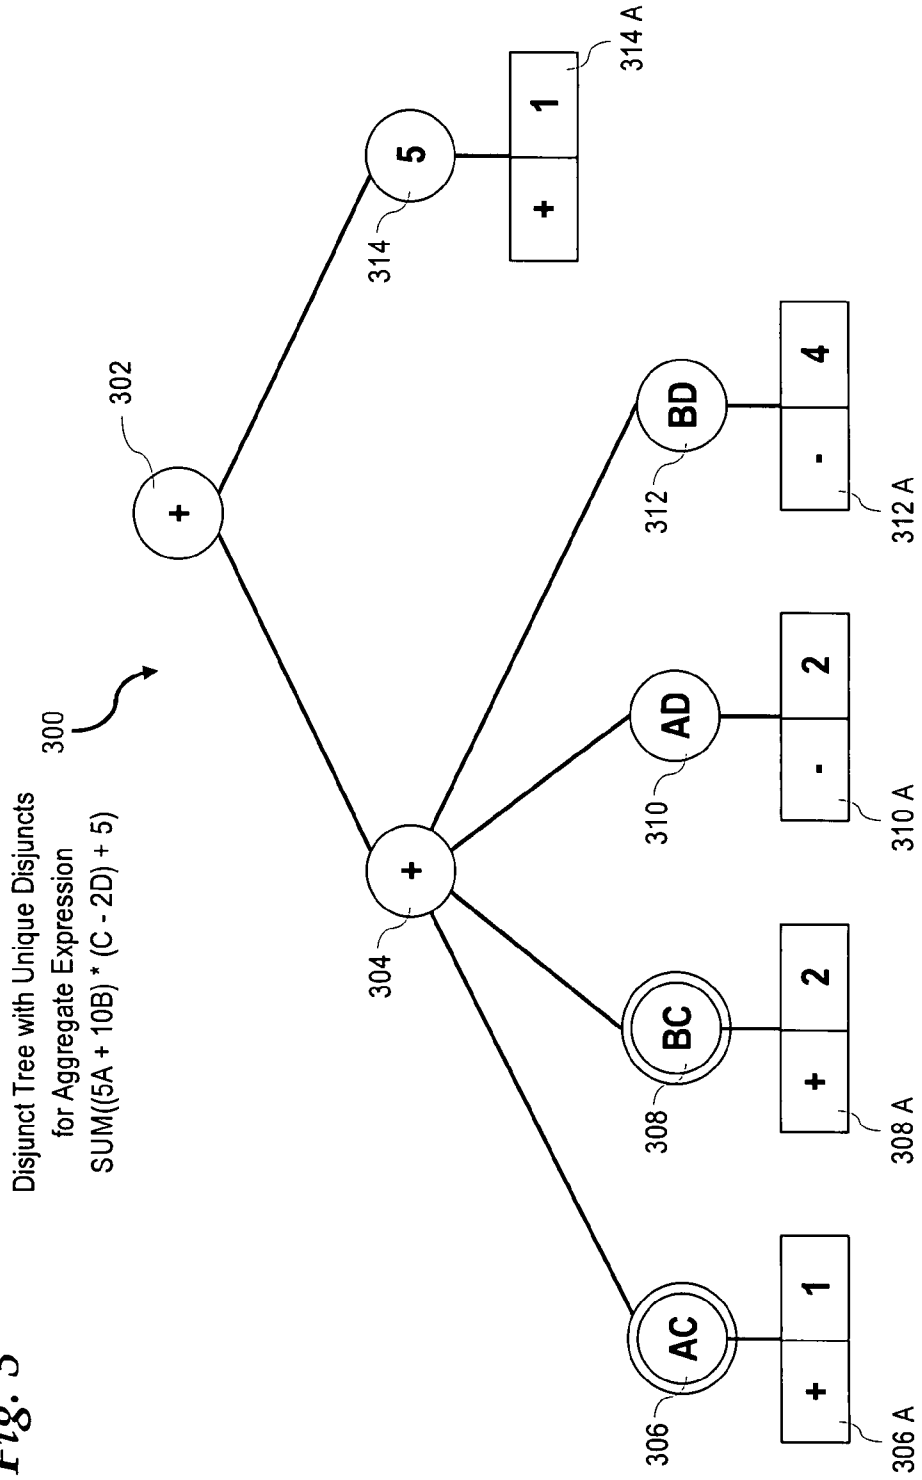 Fig. 3
Disjunct Tree with Unique Disjuncts
for Aggregate Expression
SUM((5A + 10B) * (C - 2D) + 5)
300
302
+
304
+
314
5
+ 1
314 A
306
AC
308
BC
310
AD
312
BD
+ 1
+ 2
- 2
- 4
306 A
308 A
310 A
312 A